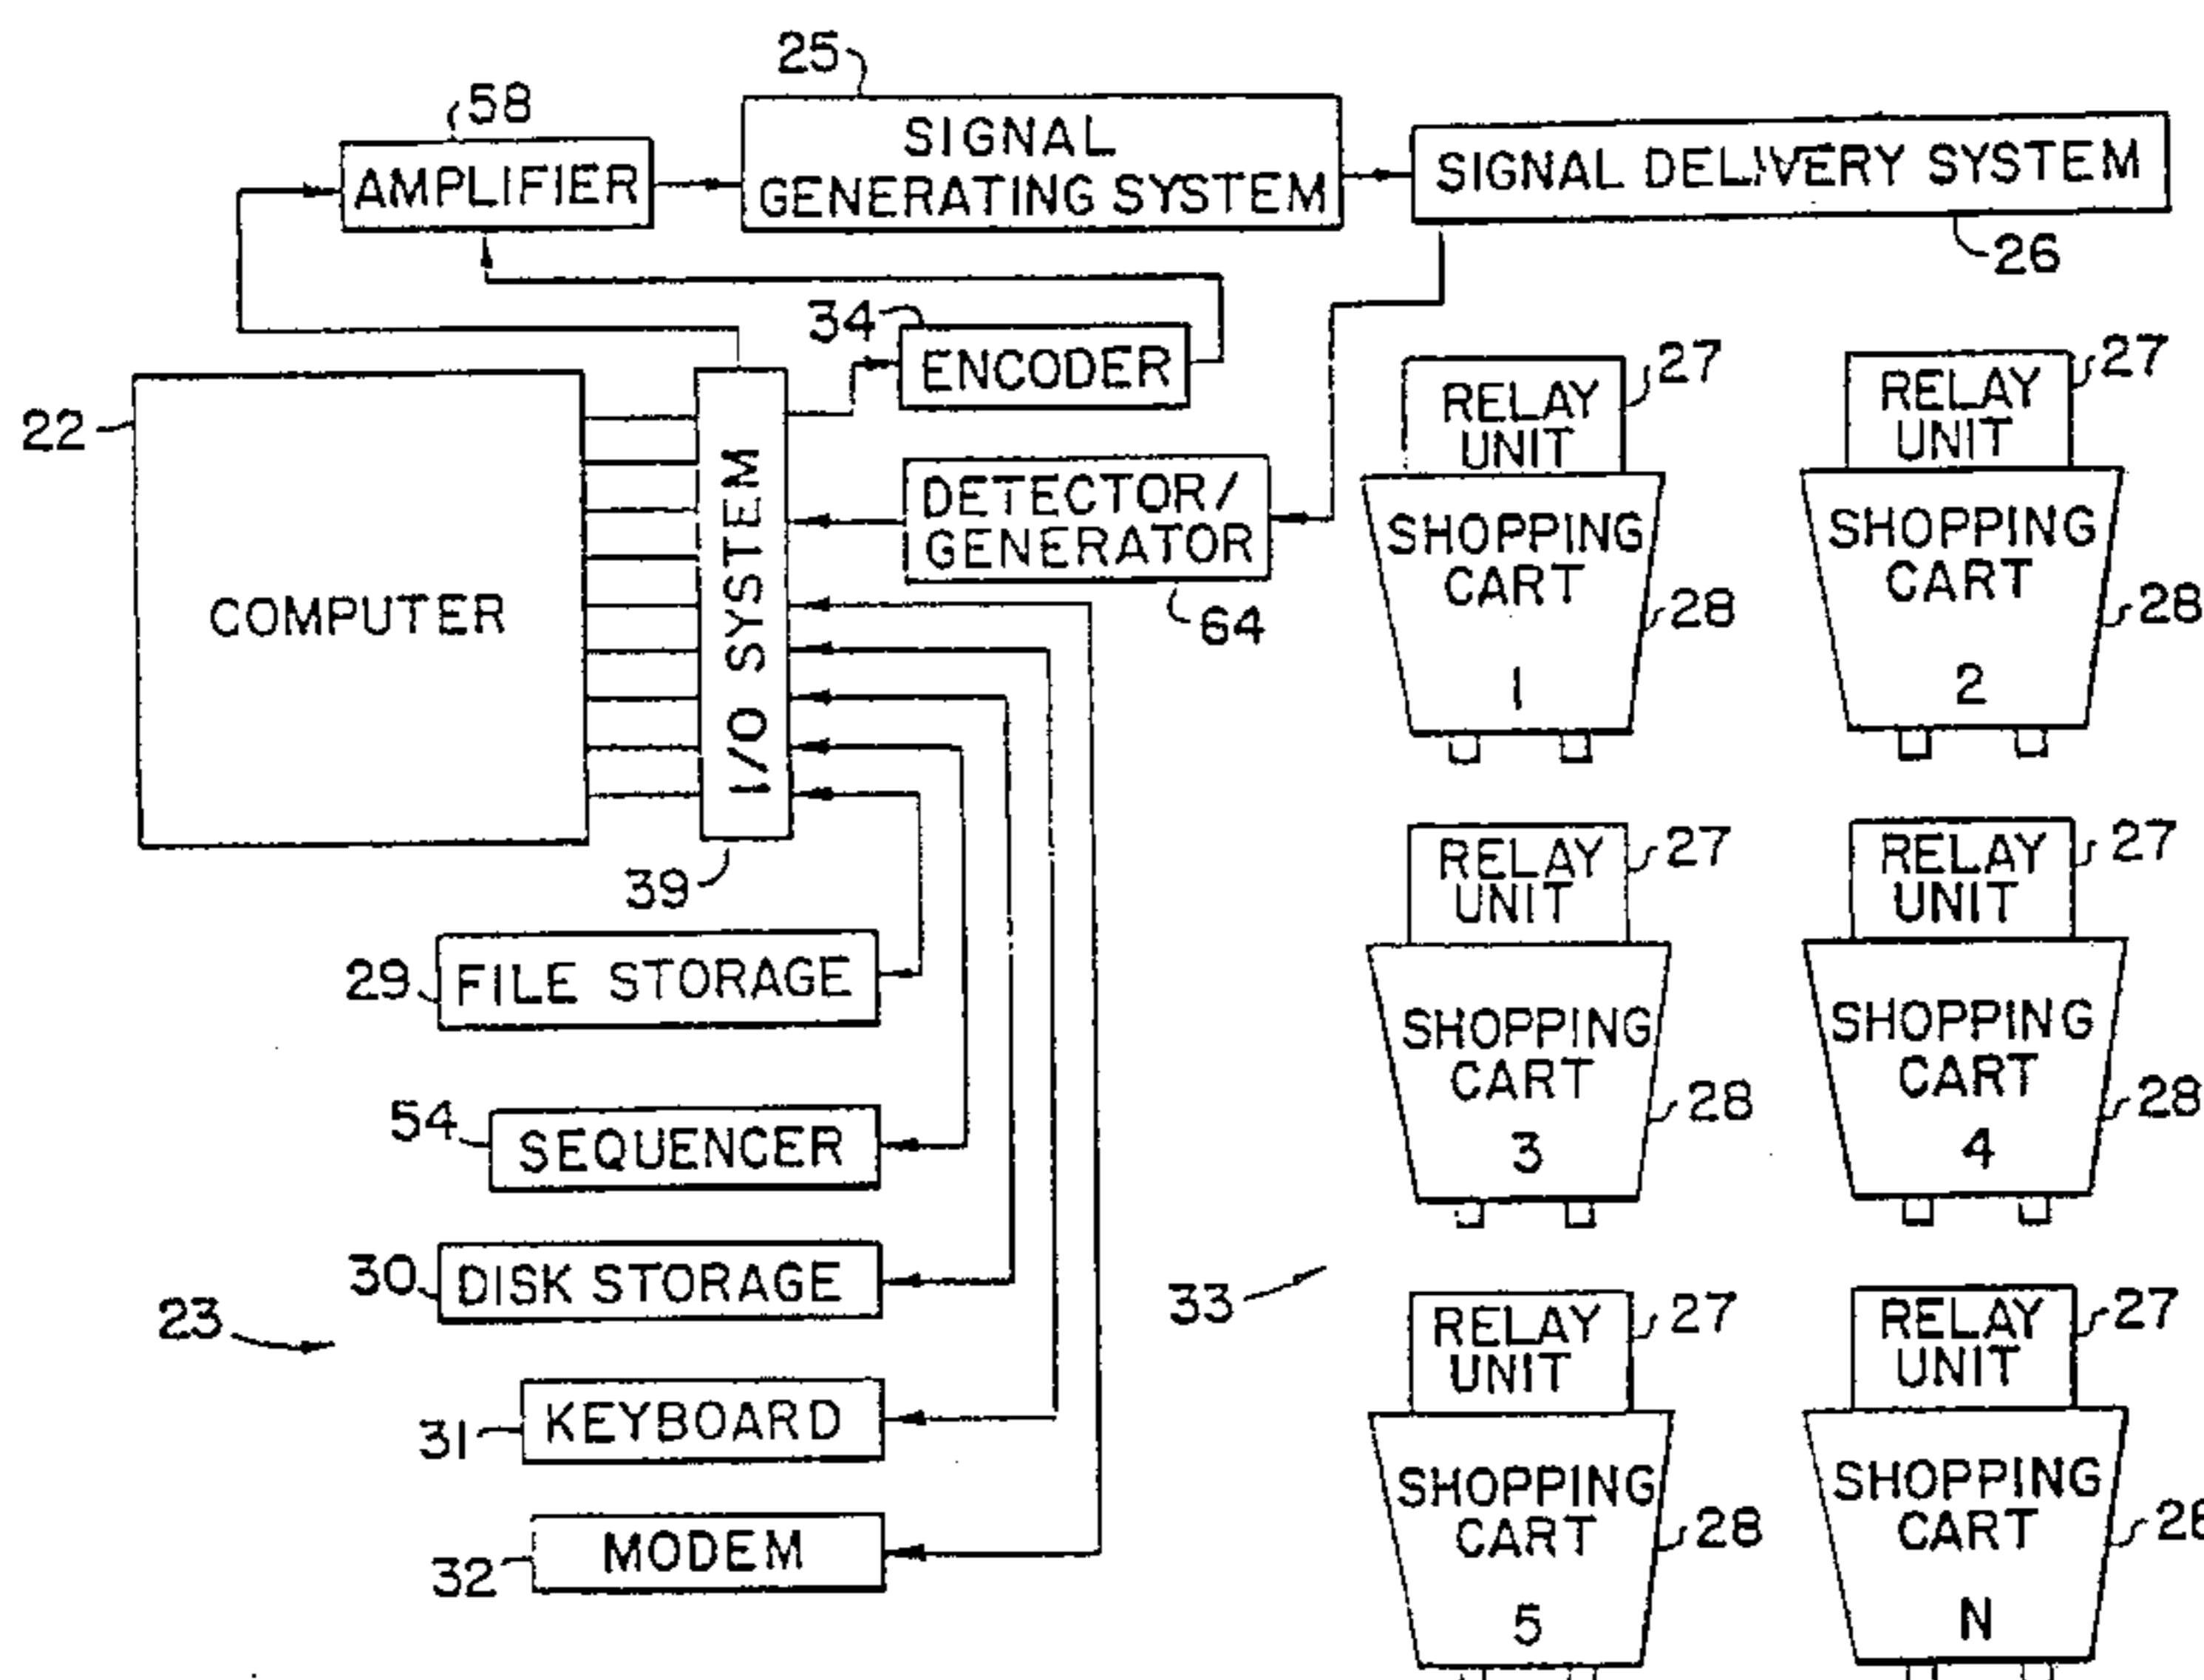 25
58
SIGNAL
GENERATING SYSTEM
AMPLIFIER
SIGNAL DELIVERY SYSTEM
26
34
ENCODER
22
COMPUTER
I/O SYSTEM
39
DETECTOR/
GENERATOR
64
RELAY
UNIT
27
SHOPPING
CART
28
1
RELAY
UNIT
27
SHOPPING
CART
28
2
RELAY
UNIT
27
SHOPPING
CART
28
3
RELAY
UNIT
27
SHOPPING
CART
28
4
29
FILE STORAGE
54
SEQUENCER
30
DISK STORAGE
23
31
KEYBOARD
32
MODEM
33
RELAY
UNIT
27
SHOPPING
CART
28
5
RELAY
UNIT
27
SHOPPING
CART
28
N